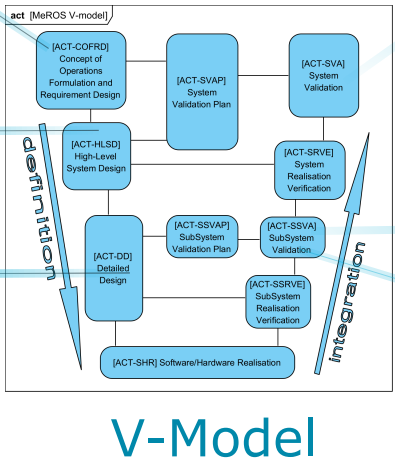 act [MeROS V-model]
[ACT-COFRD]
Concept of
Operations
Formulation and
Requirement Design
[ACT-SVAP]
System
Validation Plan
[ACT-SVA]
System
Validation
[ACT-HLSD]
High-Level
System Design
[ACT-SRVE]
System
Realisation
Verification
definition
[ACT-DD]
Detailed
Design
[ACT-SSVAP]
SubSystem
Validation Plan
[ACT-SSVA]
SubSystem
Validation
[ACT-SSRVE]
SubSystem
Realisation
Verification
integration
[ACT-SHR] Software/Hardware Realisation
V-Model